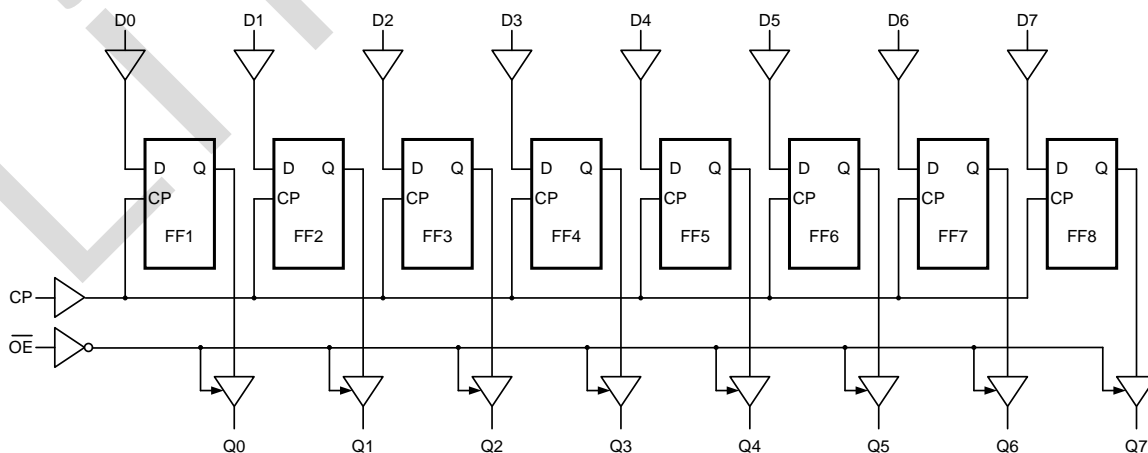 D0 D1 D2 D3 D4 D5 D6 D7
D Q D Q D Q D Q D Q D Q D Q D Q
CP CP CP CP CP CP CP CP
FF1 FF2 FF3 FF4 FF5 FF6 FF7 FF8
CP
O̅E̅
Q0 Q1 Q2 Q3 Q4 Q5 Q6 Q7